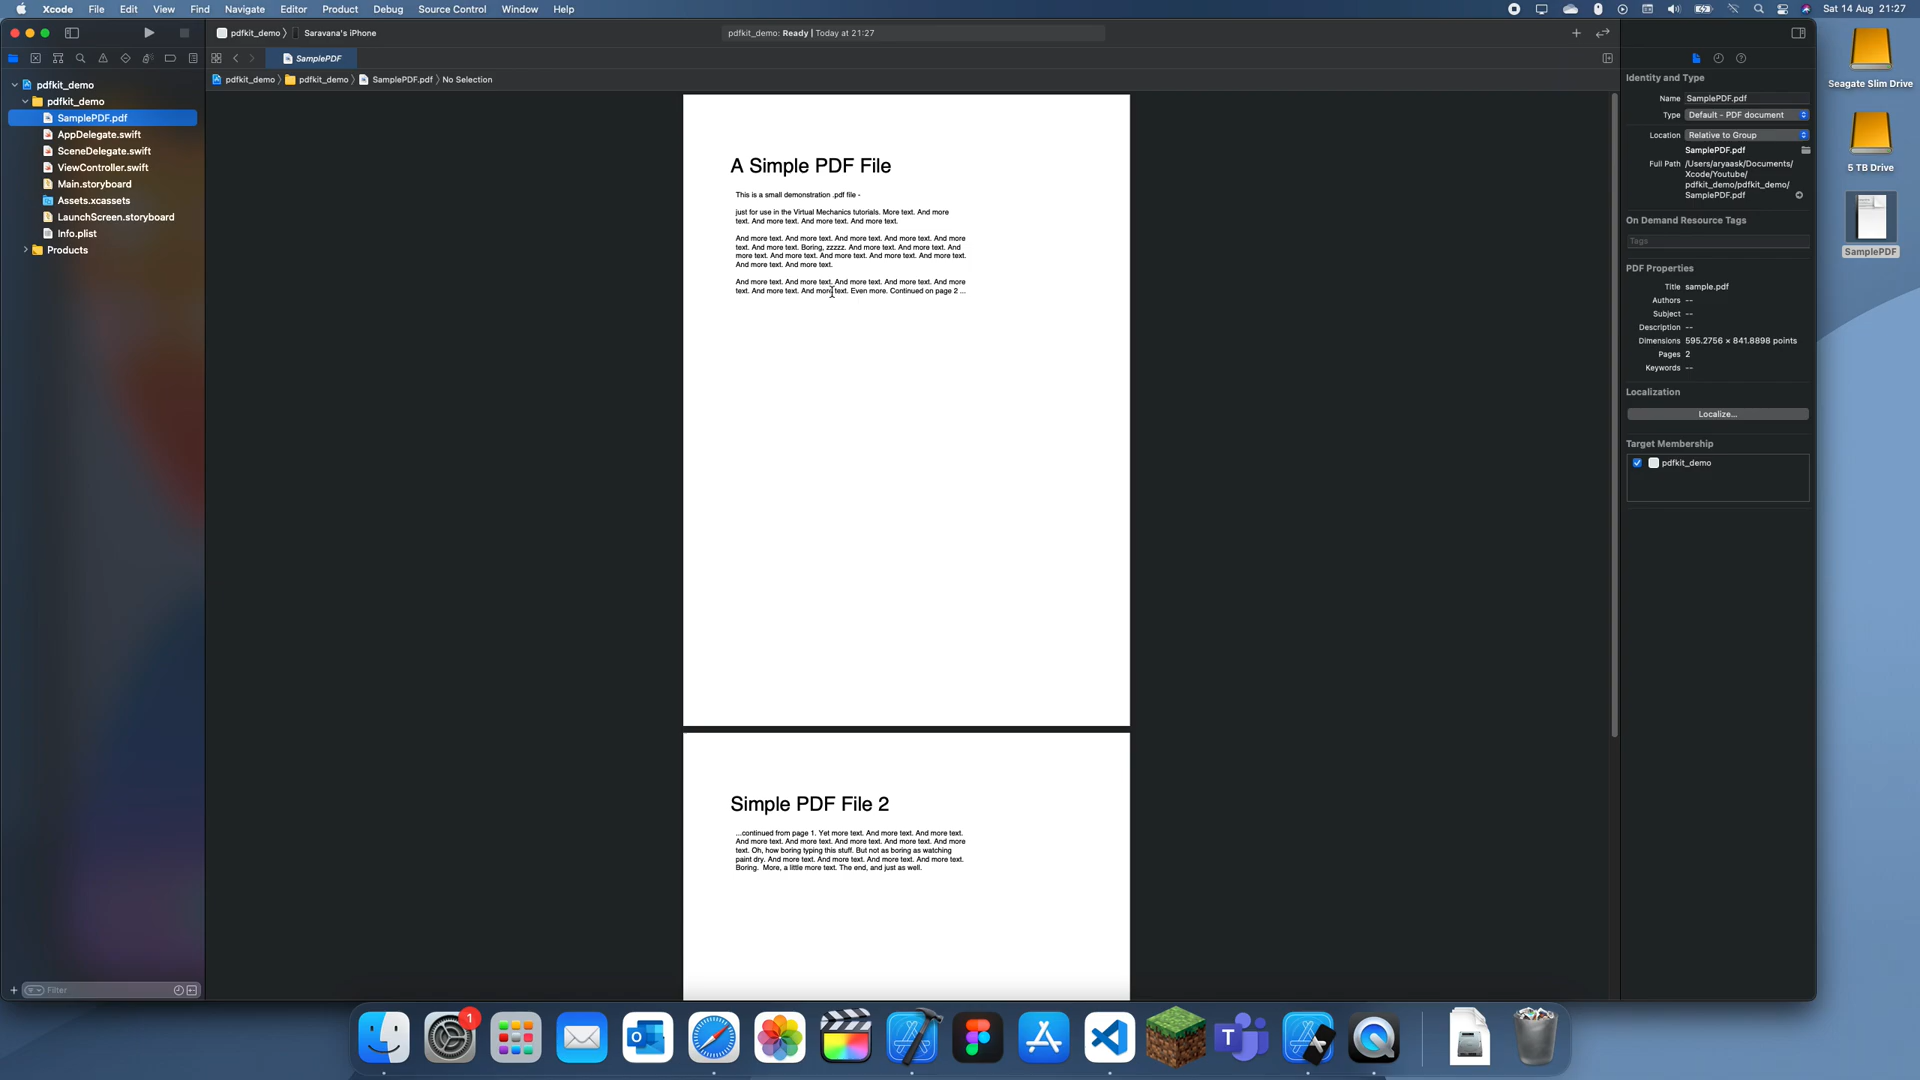 Xcode File Edit View Find Navigate Editor Product Debug Source Control Window Help Sat 14 Aug 21:27
pdfkit_demo 〉 Saravana's iPhone
pdfkit_demo: Ready | Today at 21:27
SamplePDF
pdfkit_demo 〉 pdfkit_demo 〉 SamplePDF.pdf 〉 No Selection
pdfkit_demo
pdfkit_demo
SamplePDF.pdf
AppDelegate.swift
SceneDelegate.swift
ViewController.swift
Main.storyboard
Assets.xcassets
LaunchScreen.storyboard
Info.plist
Products
Filter
A Simple PDF File
This is a small demonstration .pdf file -
just for use in the Virtual Mechanics tutorials. More text. And more
text. And more text. And more text. And more text.
And more text. And more text. And more text. And more text. And more
text. And more text. Boring, zzzzz. And more text. And more text. And
more text. And more text. And more text. And more text. And more text.
And more text. And more text.
And more text. And more text. And more text. And more text. And more
text. And more text. And more text. Even more. Continued on page 2 ...
Simple PDF File 2
...continued from page 1. Yet more text. And more text. And more text.
And more text. And more text. And more text. And more text. And more
text. Oh, how boring typing this stuff. But not as boring as watching
paint dry. And more text. And more text. And more text. And more text.
Boring. More, a little more text. The end, and just as well.
Identity and Type
Name SamplePDF.pdf
Type Default - PDF document
Location Relative to Group
SamplePDF.pdf
Full Path /Users/aryaask/Documents/
Xcode/Youtube/
pdfkit_demo/pdfkit_demo/
SamplePDF.pdf
On Demand Resource Tags
Tags
PDF Properties
Title sample.pdf
Authors --
Subject --
Description --
Dimensions 595.2756 × 841.8898 points
Pages 2
Keywords --
Localization
Localize...
Target Membership
pdfkit_demo
Seagate Slim Drive
5 TB Drive
SamplePDF
1